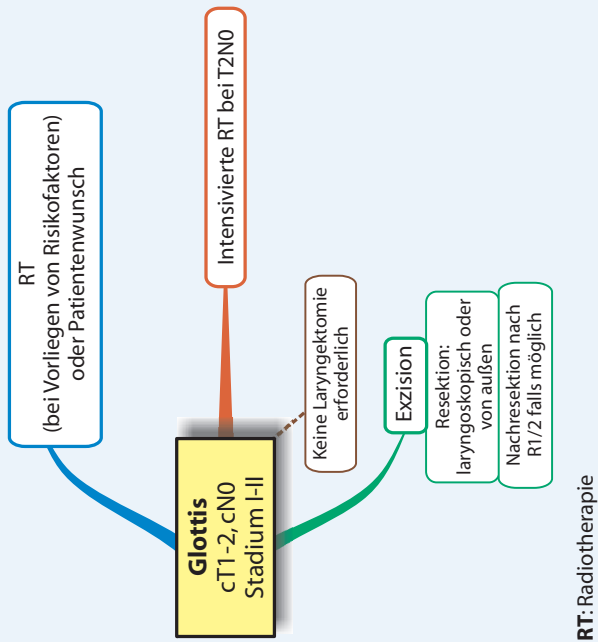 Glottis
cT1-2, cN0
Stadium I-II
RT
(bei Vorliegen von Risikofaktoren)
oder Patientenwunsch
Intensivierte RT bei T2N0
Keine Laryngektomie
erforderlich
Exzision
Resektion:
laryngoskopisch oder
von außen
Nachresektion nach
R1/2 falls möglich
RT: Radiotherapie